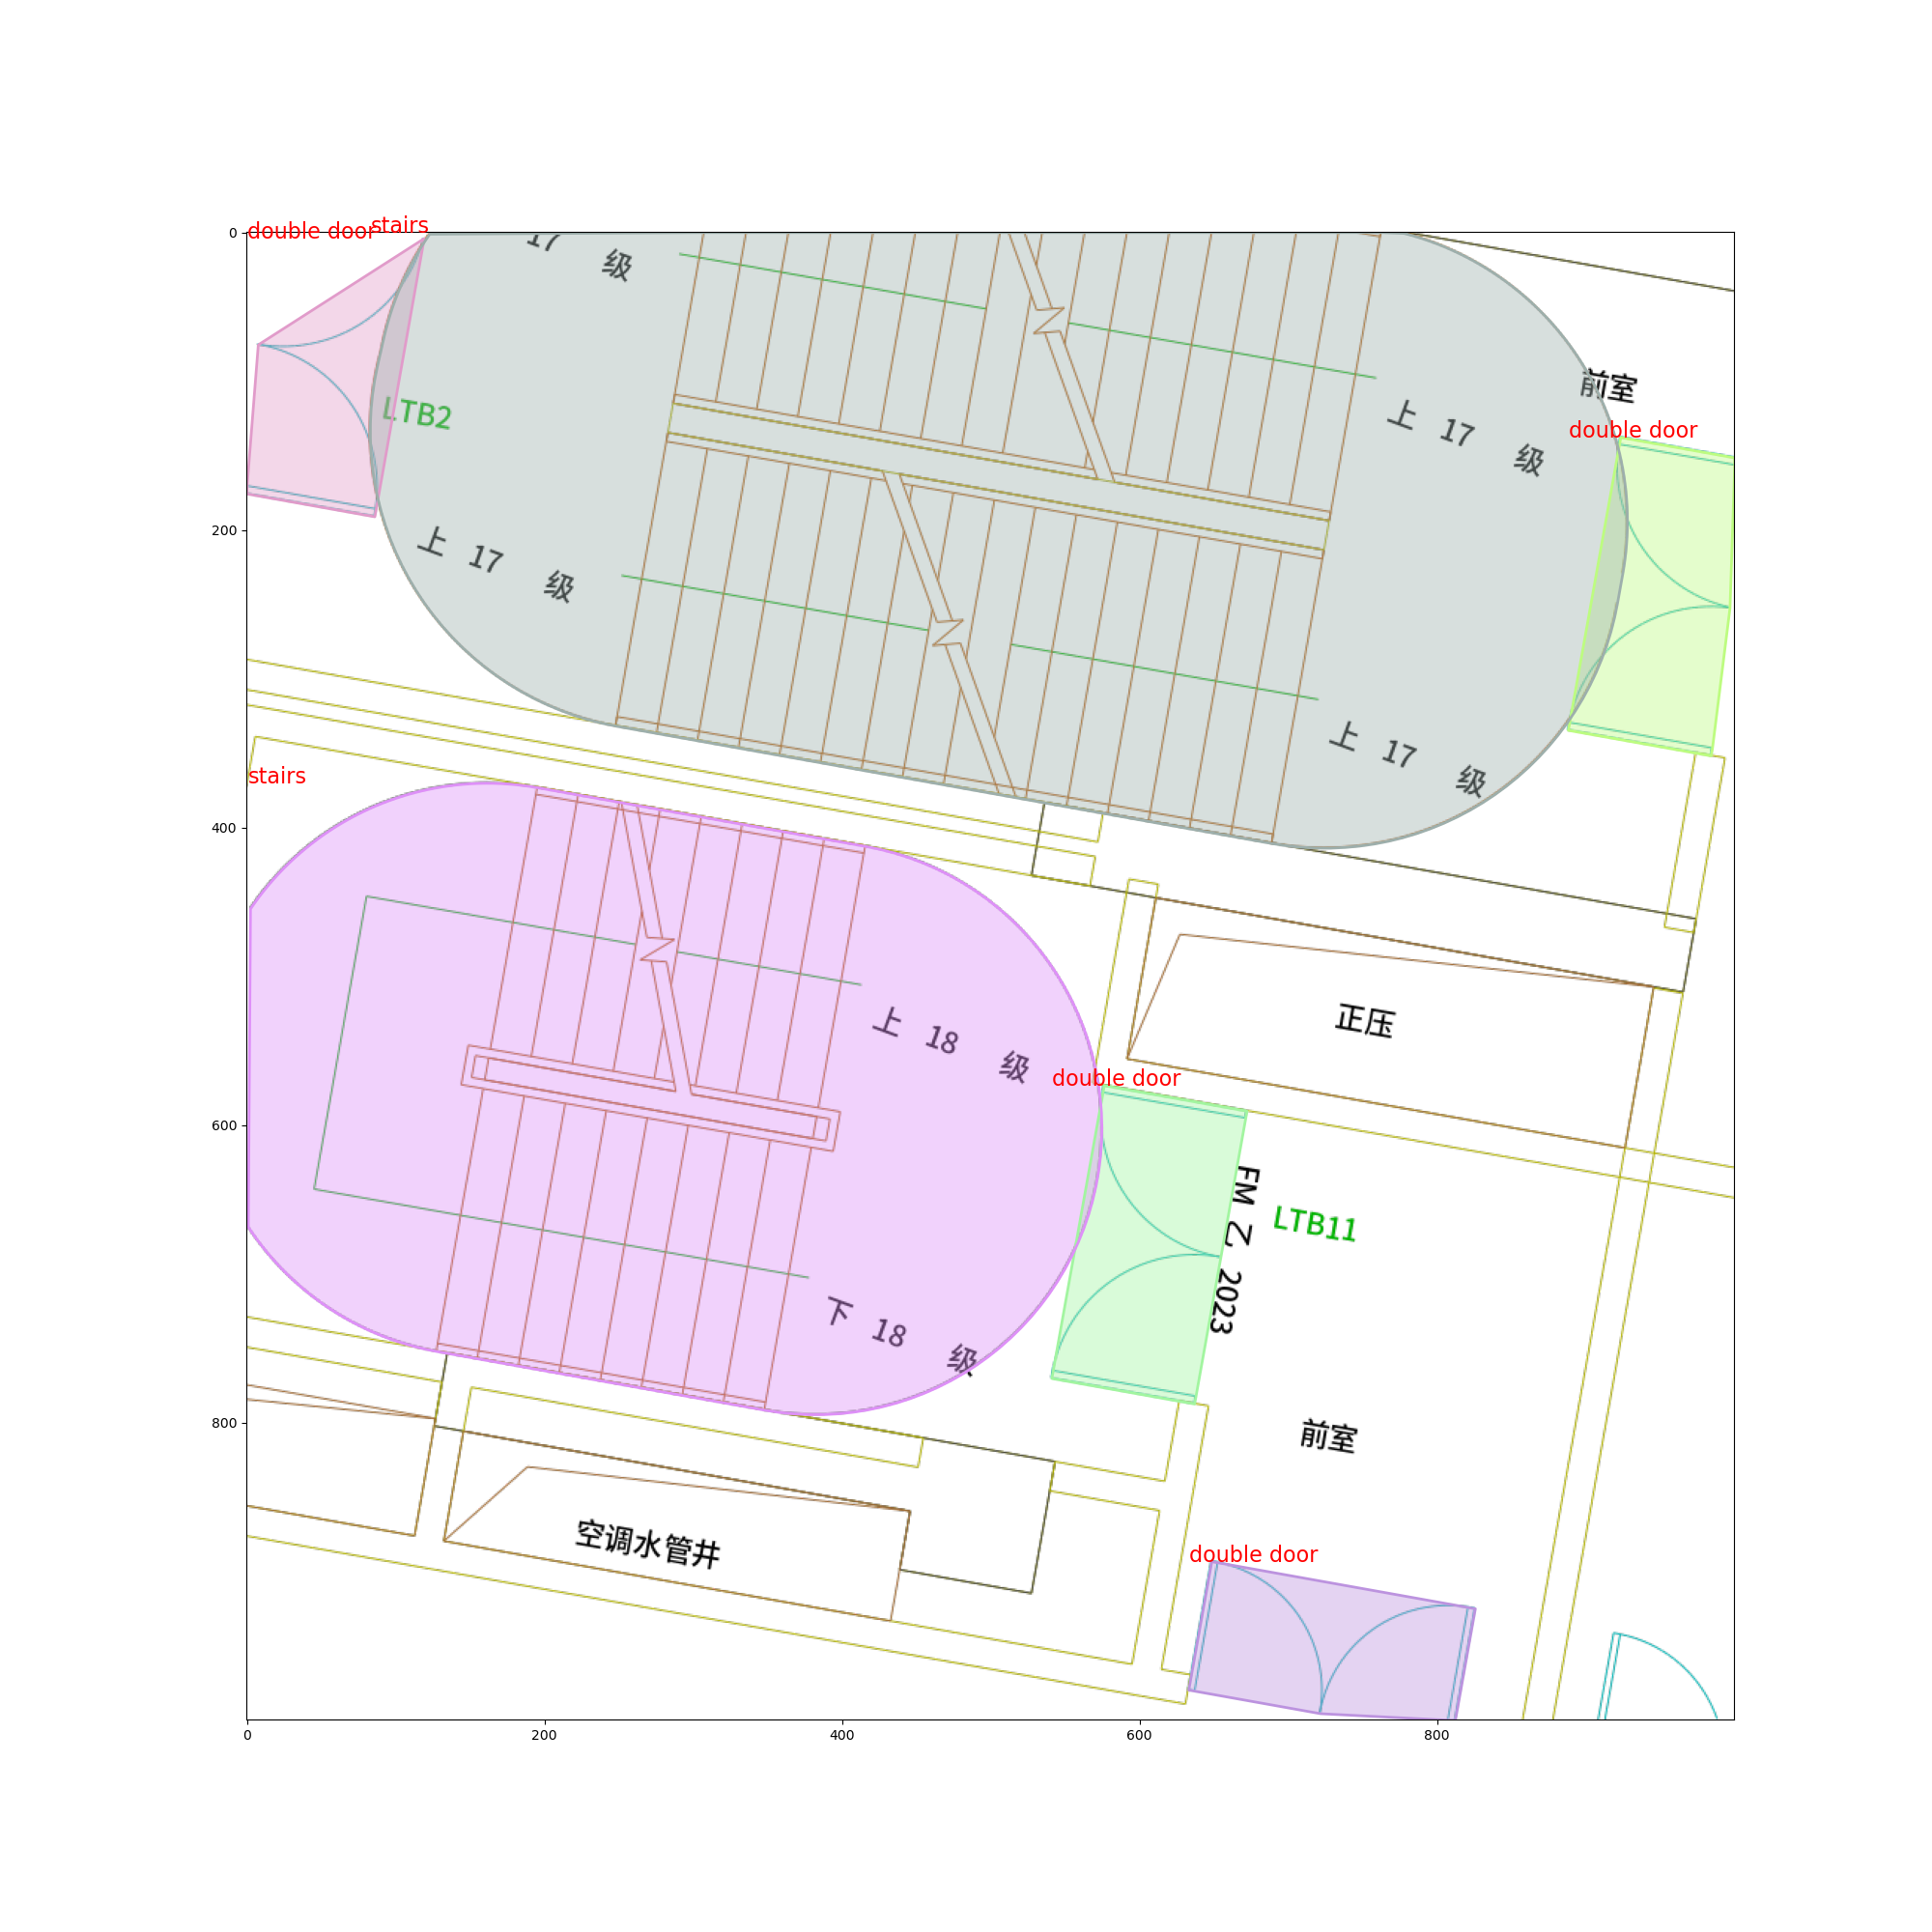 double door
stairs
0
17 级
前室
LTB2
上 17 级
double door
200
上 17 级
上 17 级
stairs
400
正压
上 18 级
double door
600
FM 乙 2023
LTB11
下 18 级
800
前室
空调水管井
double door
0
200
400
600
800